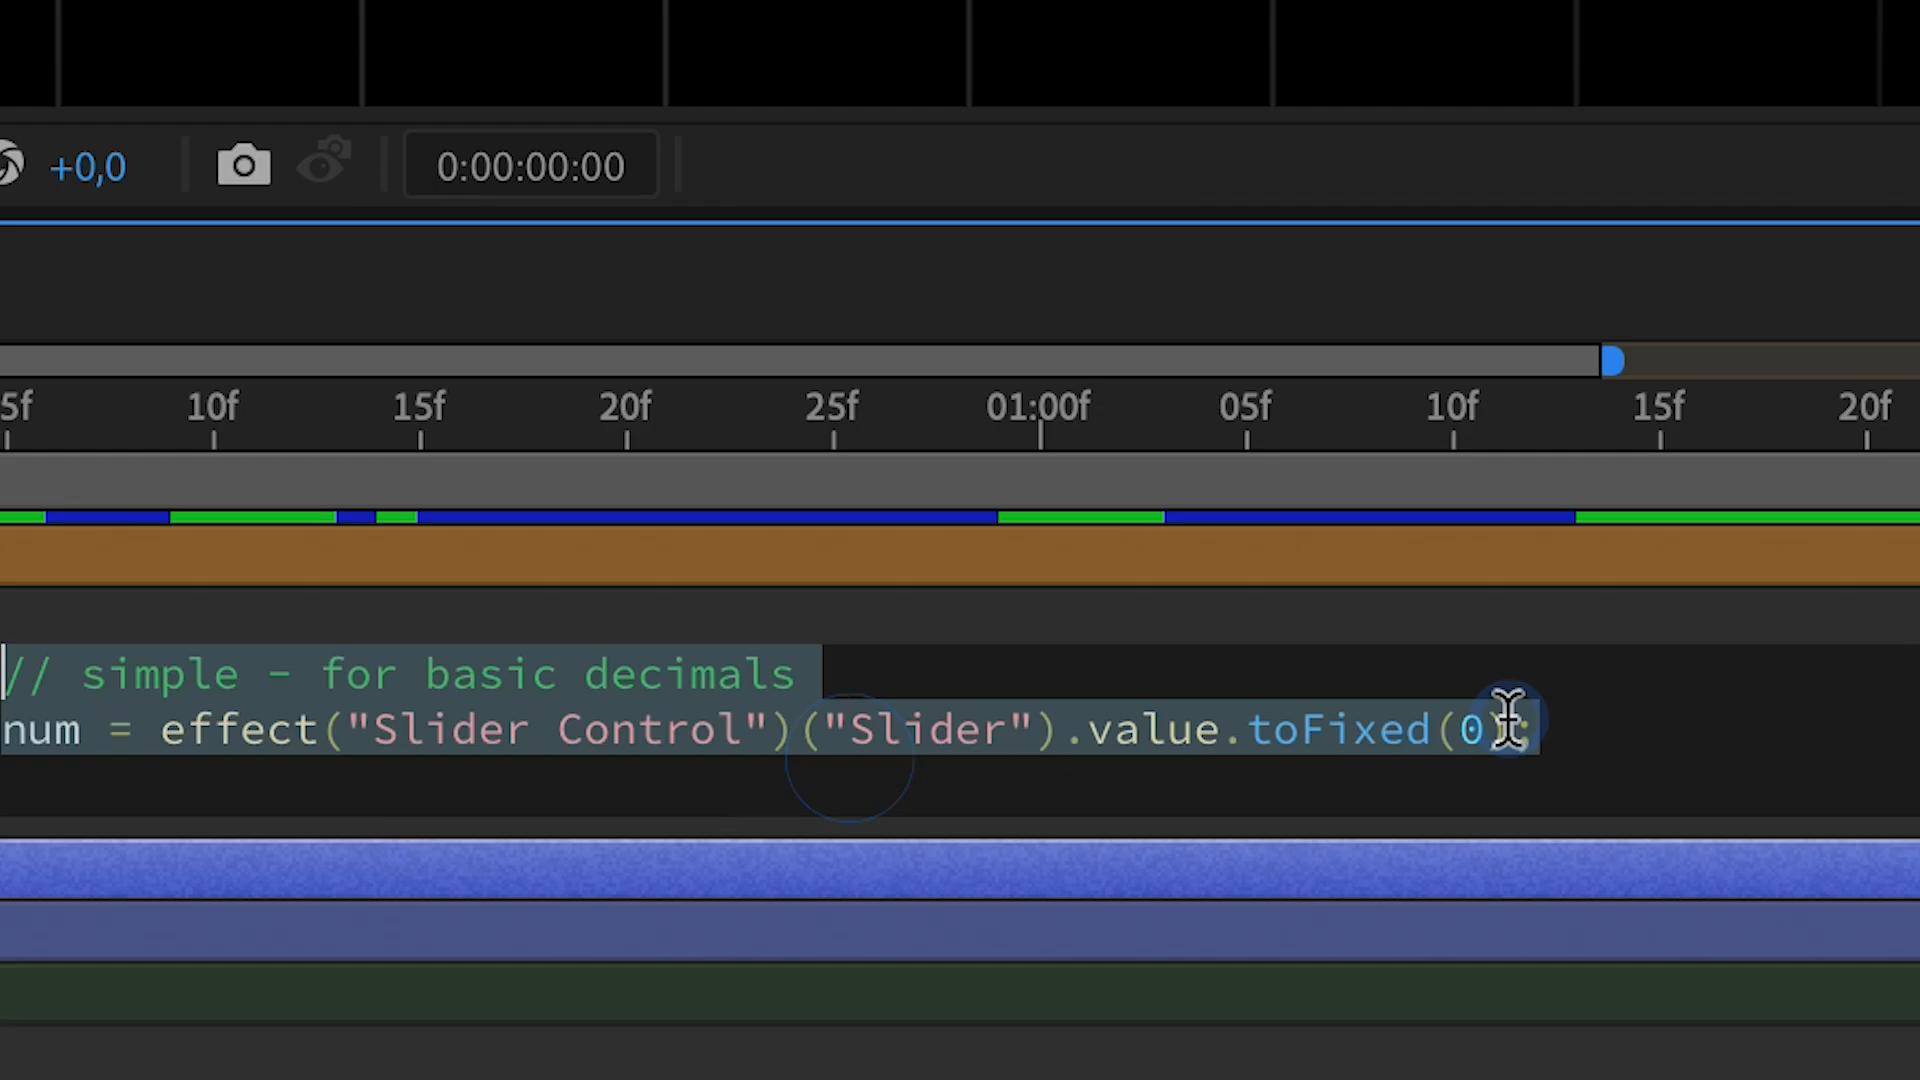 +0,0
0:00:00:00
5f 10f 15f 20f 25f 01:00f 05f 10f 15f 20f
// simple - for basic decimals
num = effect("Slider Control")("Slider").value.toFixed(0);